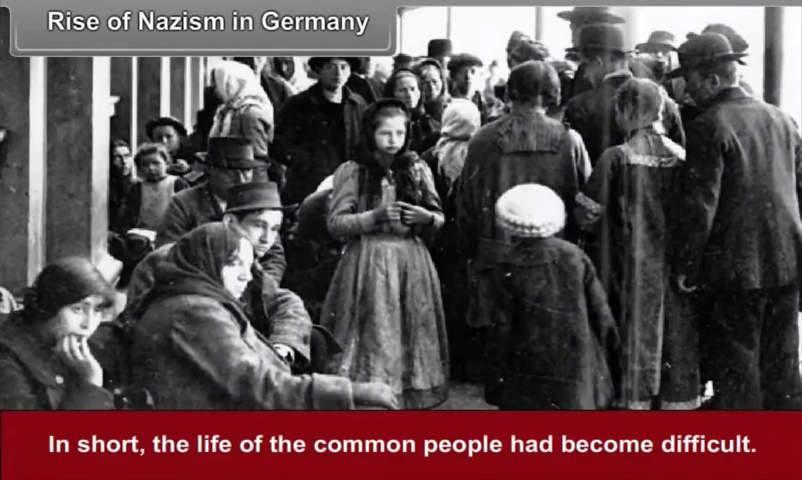 Rise of Nazism in Germany
In short, the life of the common people had become difficult.